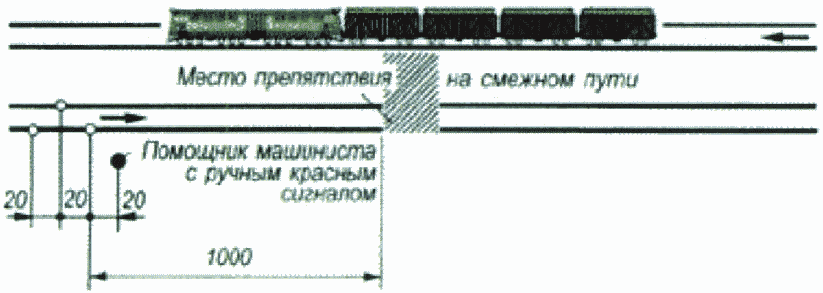 Место препятствия на смежном пути
Помощник машиниста
с ручным красным
сигналом
20 20 20
1000